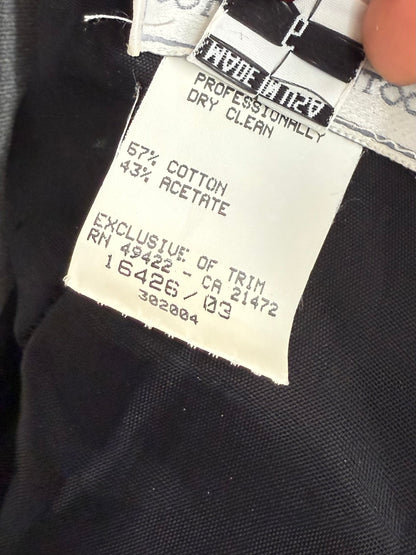 MADE IN U.S.A.
PROFESSIONALLY
DRY CLEAN
57% COTTON
43% ACETATE
EXCLUSIVE OF TRIM
RN 49422 - CA 21472
16426/03
302004